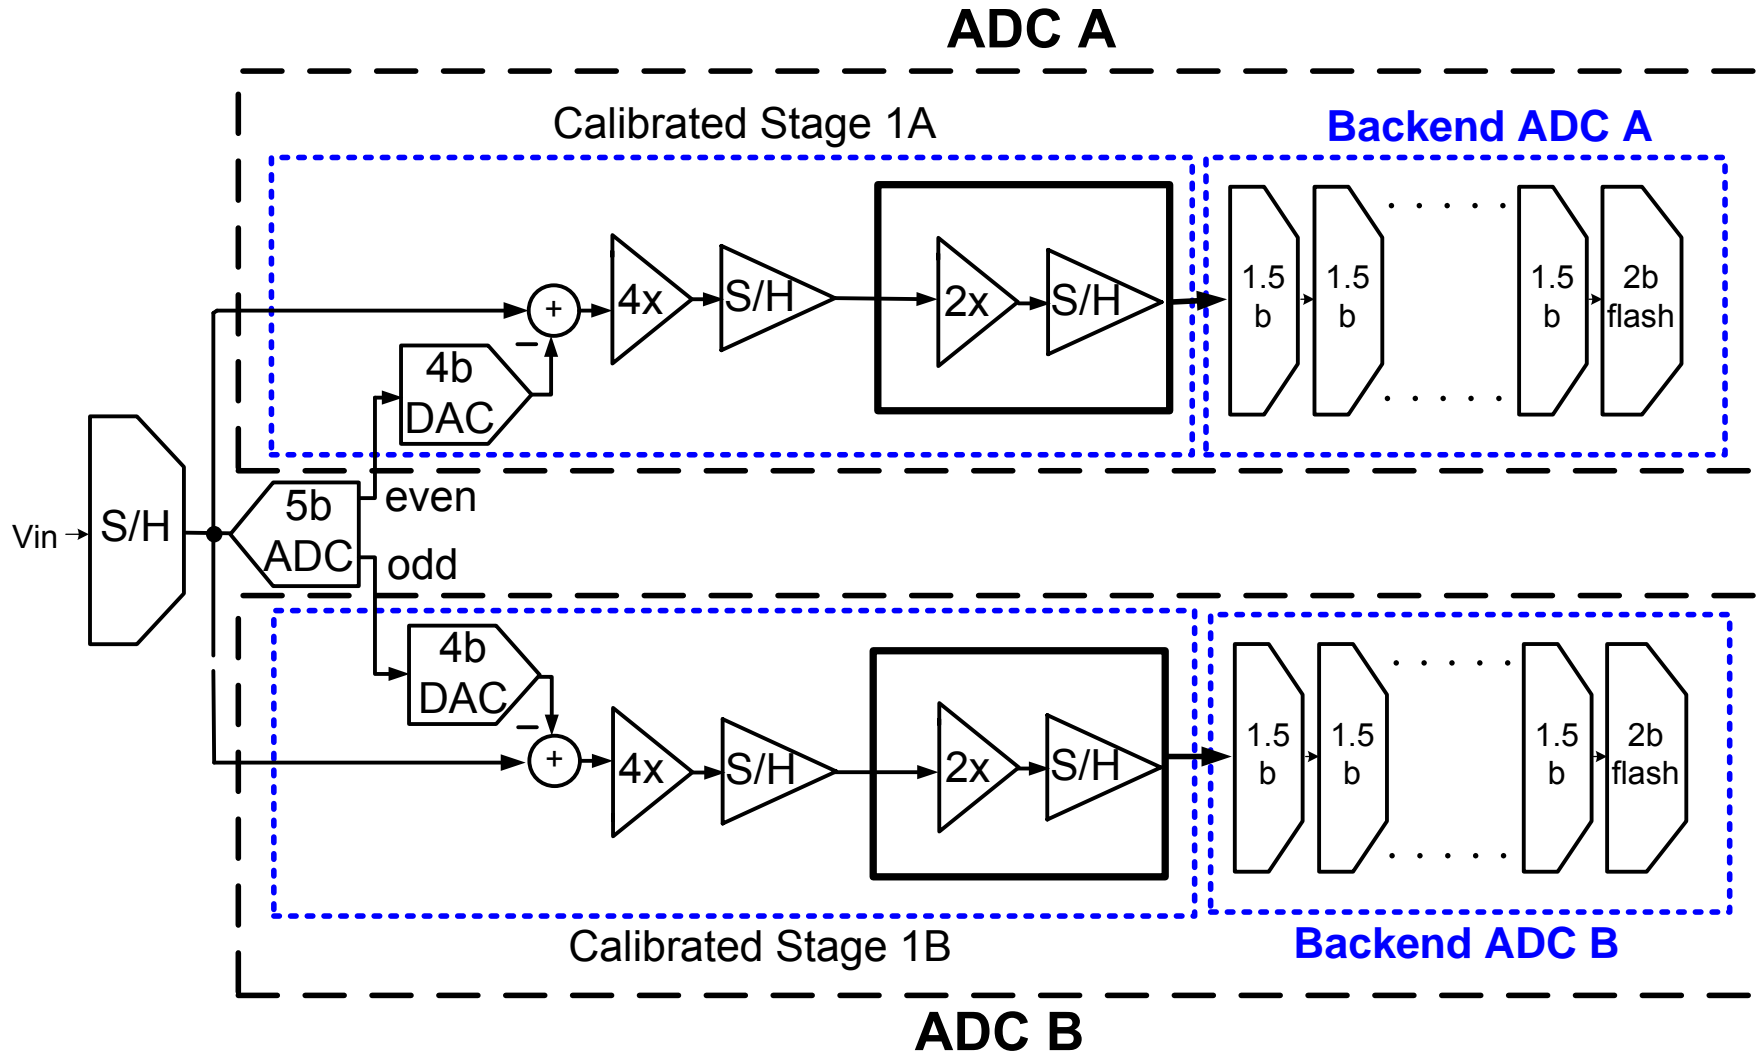 ADC A
Calibrated Stage 1A
Backend ADC A
4x
S/H
2x
S/H
1.5
b
1.5
b
. . . . .
. . . . .
1.5
b
2b
flash
+
−
4b
DAC
Vin
S/H
5b
ADC
even
odd
4b
DAC
−
+
4x
S/H
2x
S/H
1.5
b
1.5
b
. . . . . .
. . . . . .
1.5
b
2b
flash
Calibrated Stage 1B
Backend ADC B
ADC B